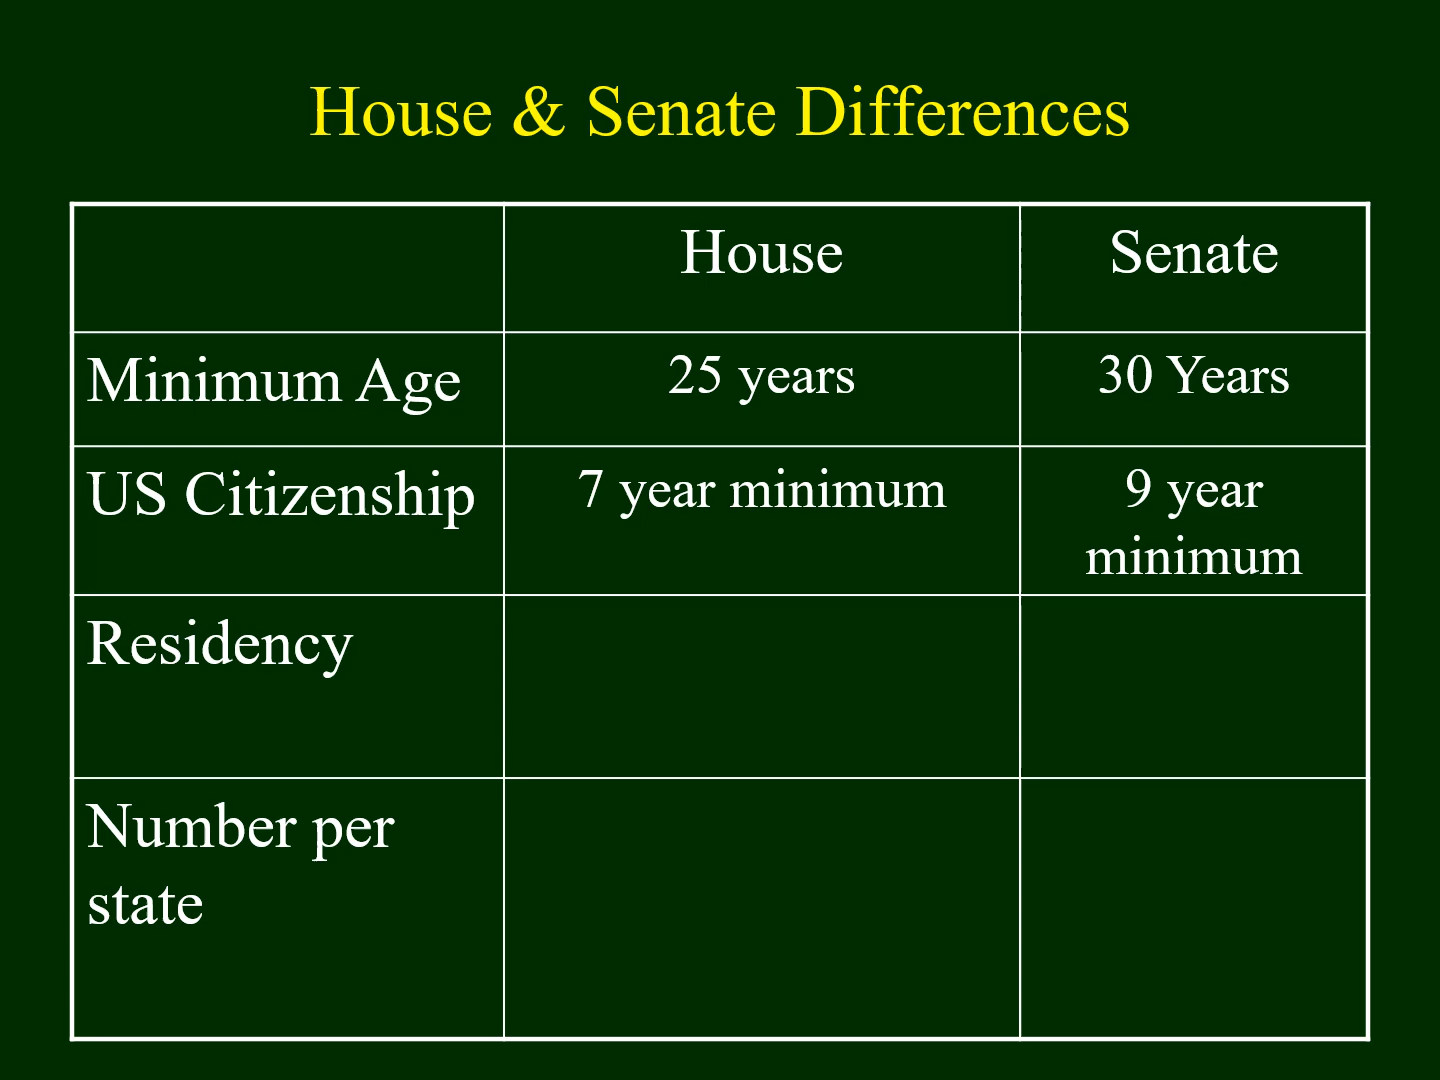 House & Senate Differences
House Senate
Minimum Age 25 years 30 Years
US Citizenship 7 year minimum 9 year
minimum
Residency
Number per
state